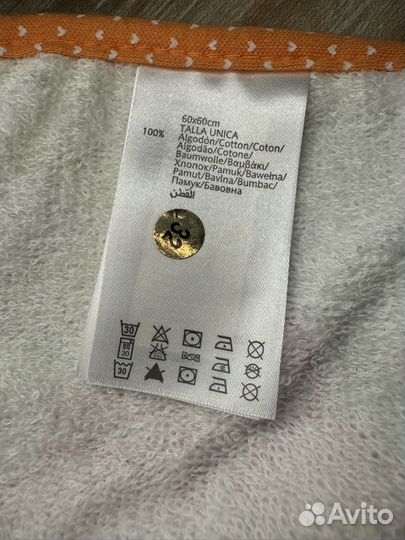 60x60cm
TALLA UNICA
100% Algodón/Cotton/Coton/
Algodão/Cotone/
Baumwolle/Βαμβάκι/
Хлопок/Pamuk/Bawełna/
Pamut/Bavlna/Bumbac/
Памук/Бавовна
القطن
23
30
30
30
Avito